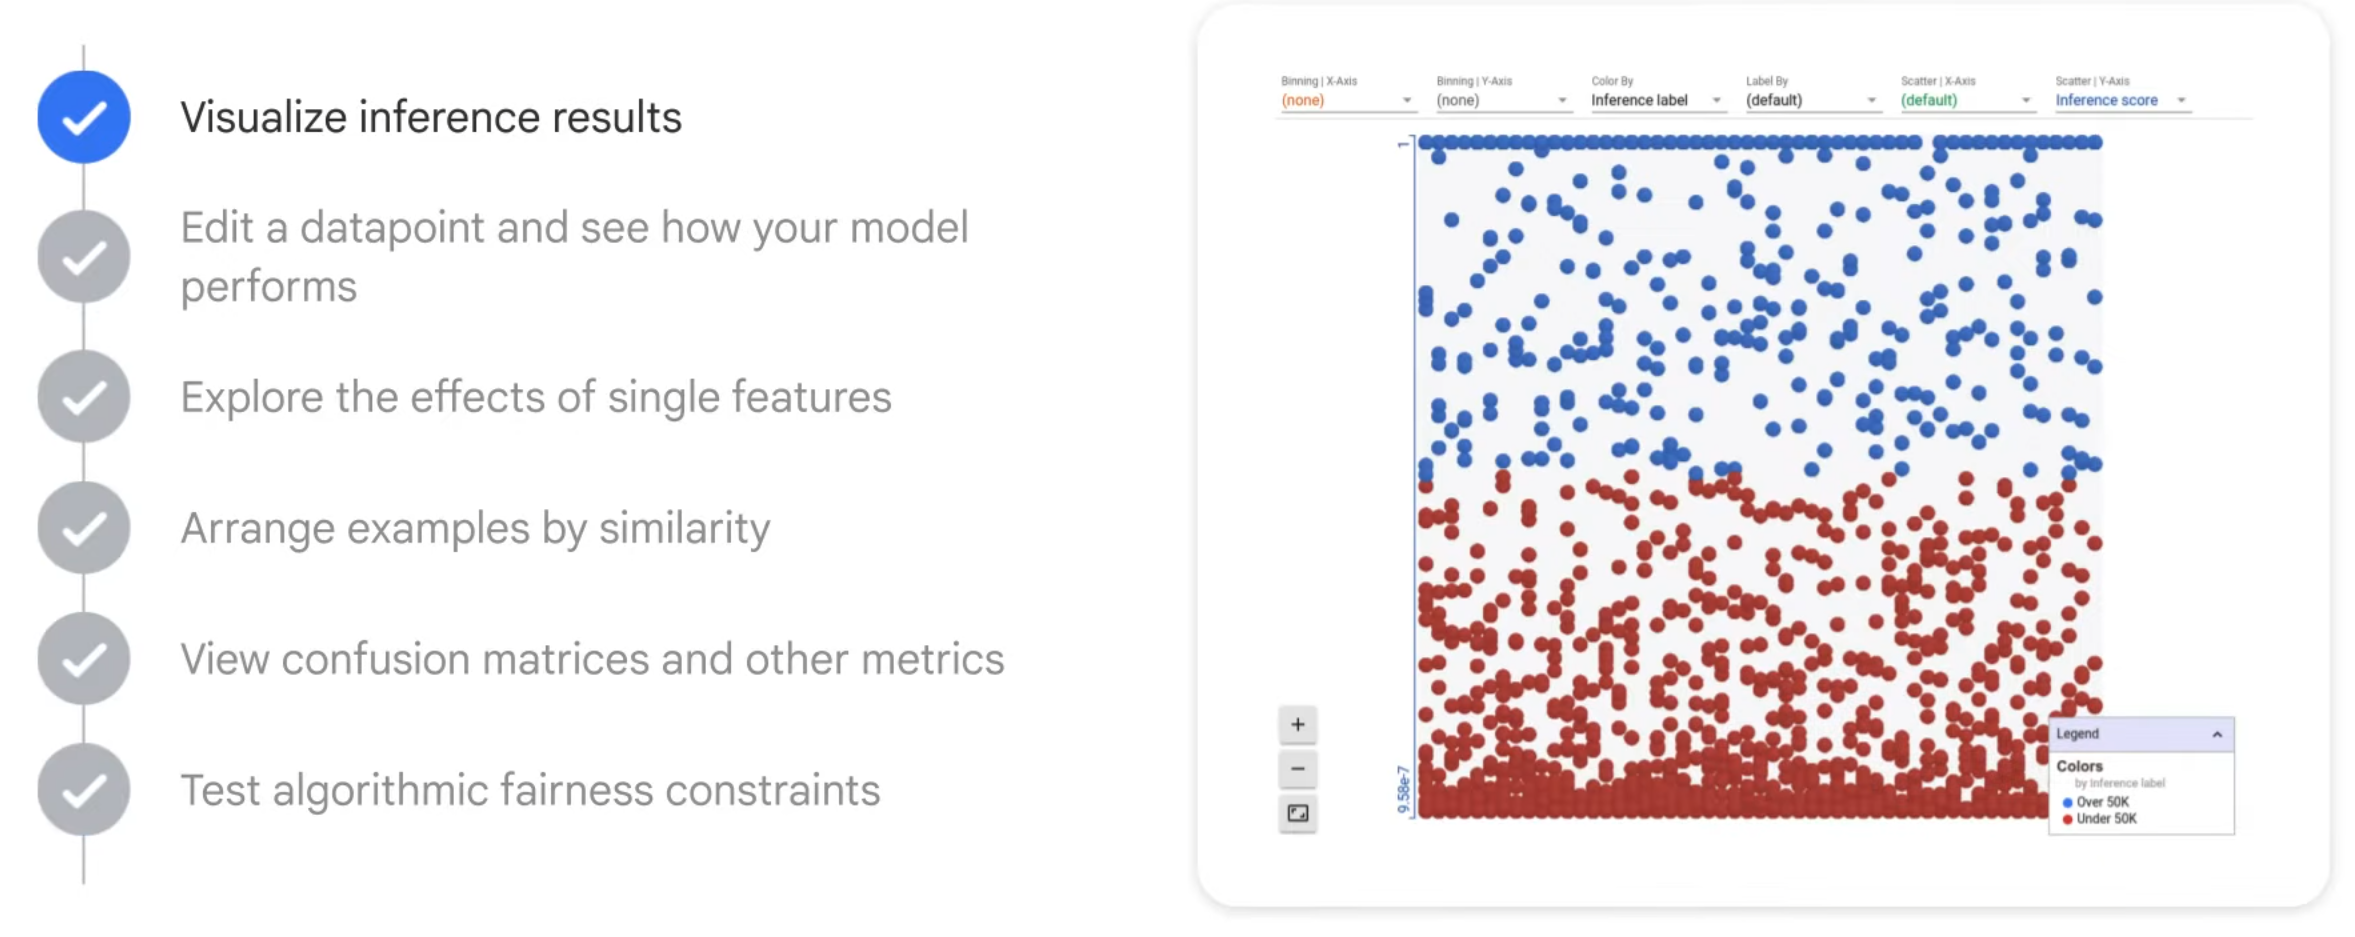 Visualize inference results
Edit a datapoint and see how your model
performs
Explore the effects of single features
Arrange examples by similarity
View confusion matrices and other metrics
Test algorithmic fairness constraints
Binning | X-Axis
(none)
Binning | Y-Axis
(none)
Color By
Inference label
Label By
(default)
Scatter | X-Axis
(default)
Scatter | Y-Axis
Inference score
1
9.58e-7
+
−
Legend
Colors
by Inference label
Over 50K
Under 50K